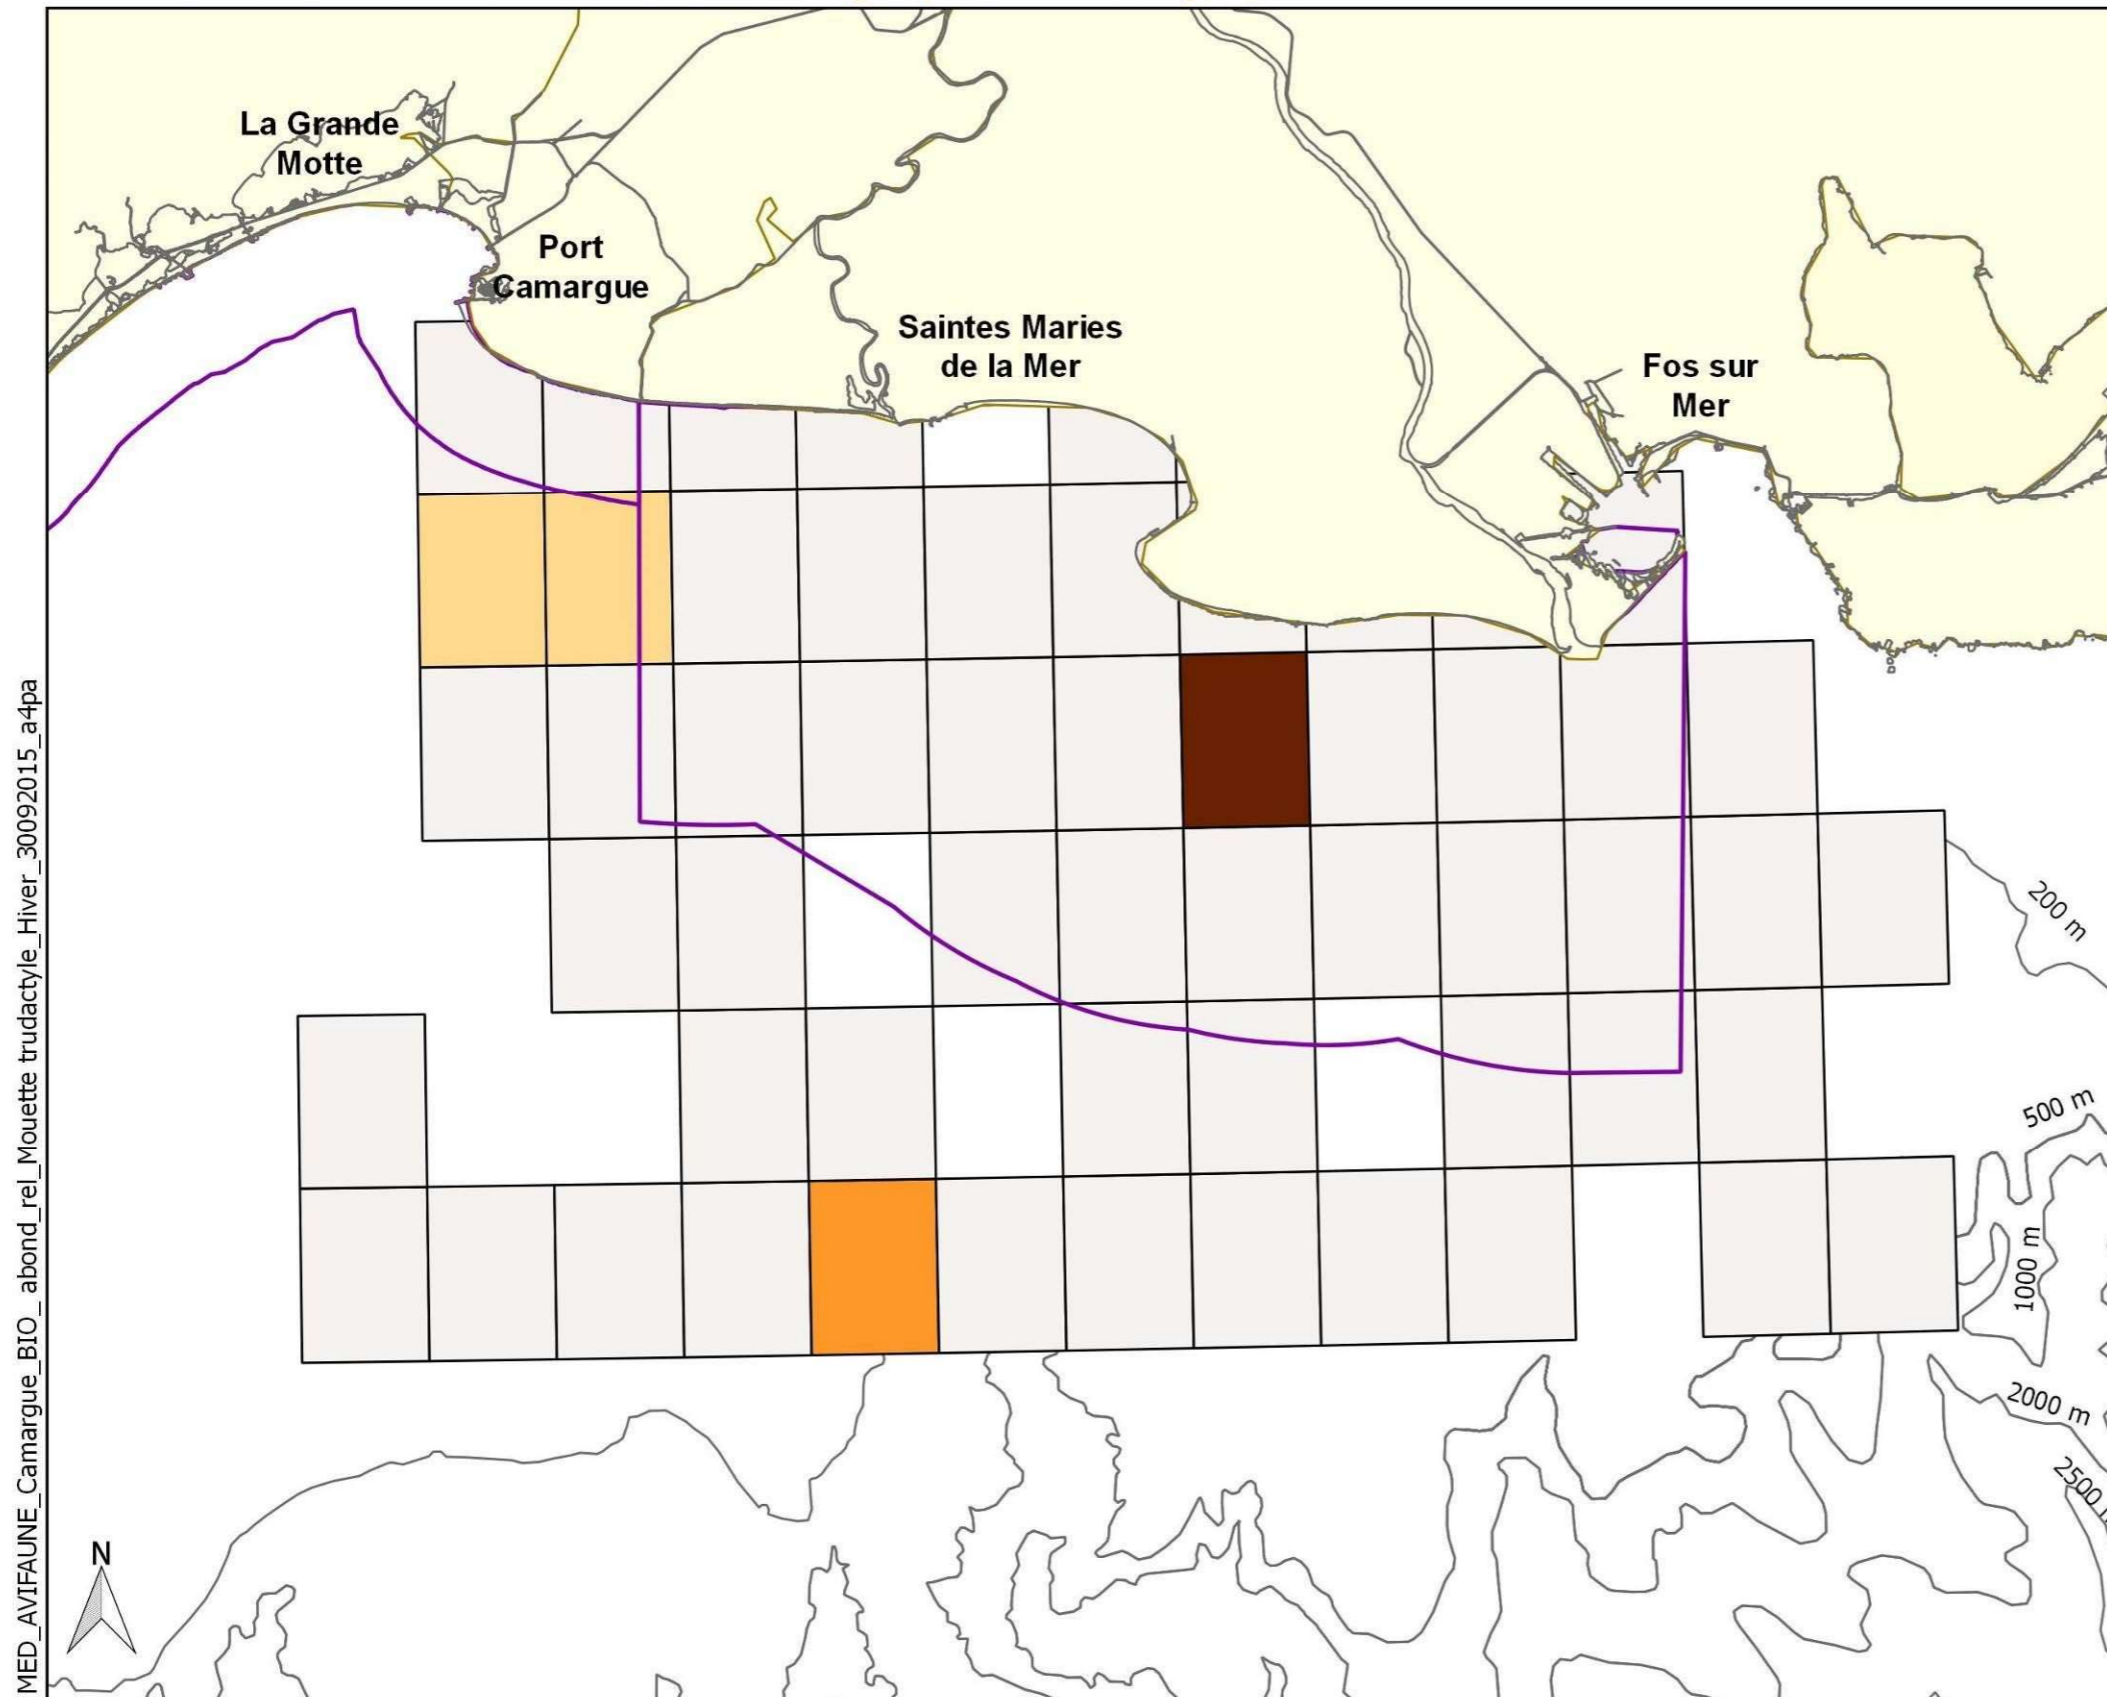 La Grande
Motte
Port
Camargue
Saintes Maries
de la Mer
Fos sur
Mer
200 m
500 m
1000 m
2000 m
2500
N
MED_AVIFAUNE_Camargue_BIO_ abond_rel_Mouette trudactyle_Hiver_30092015_a4pa